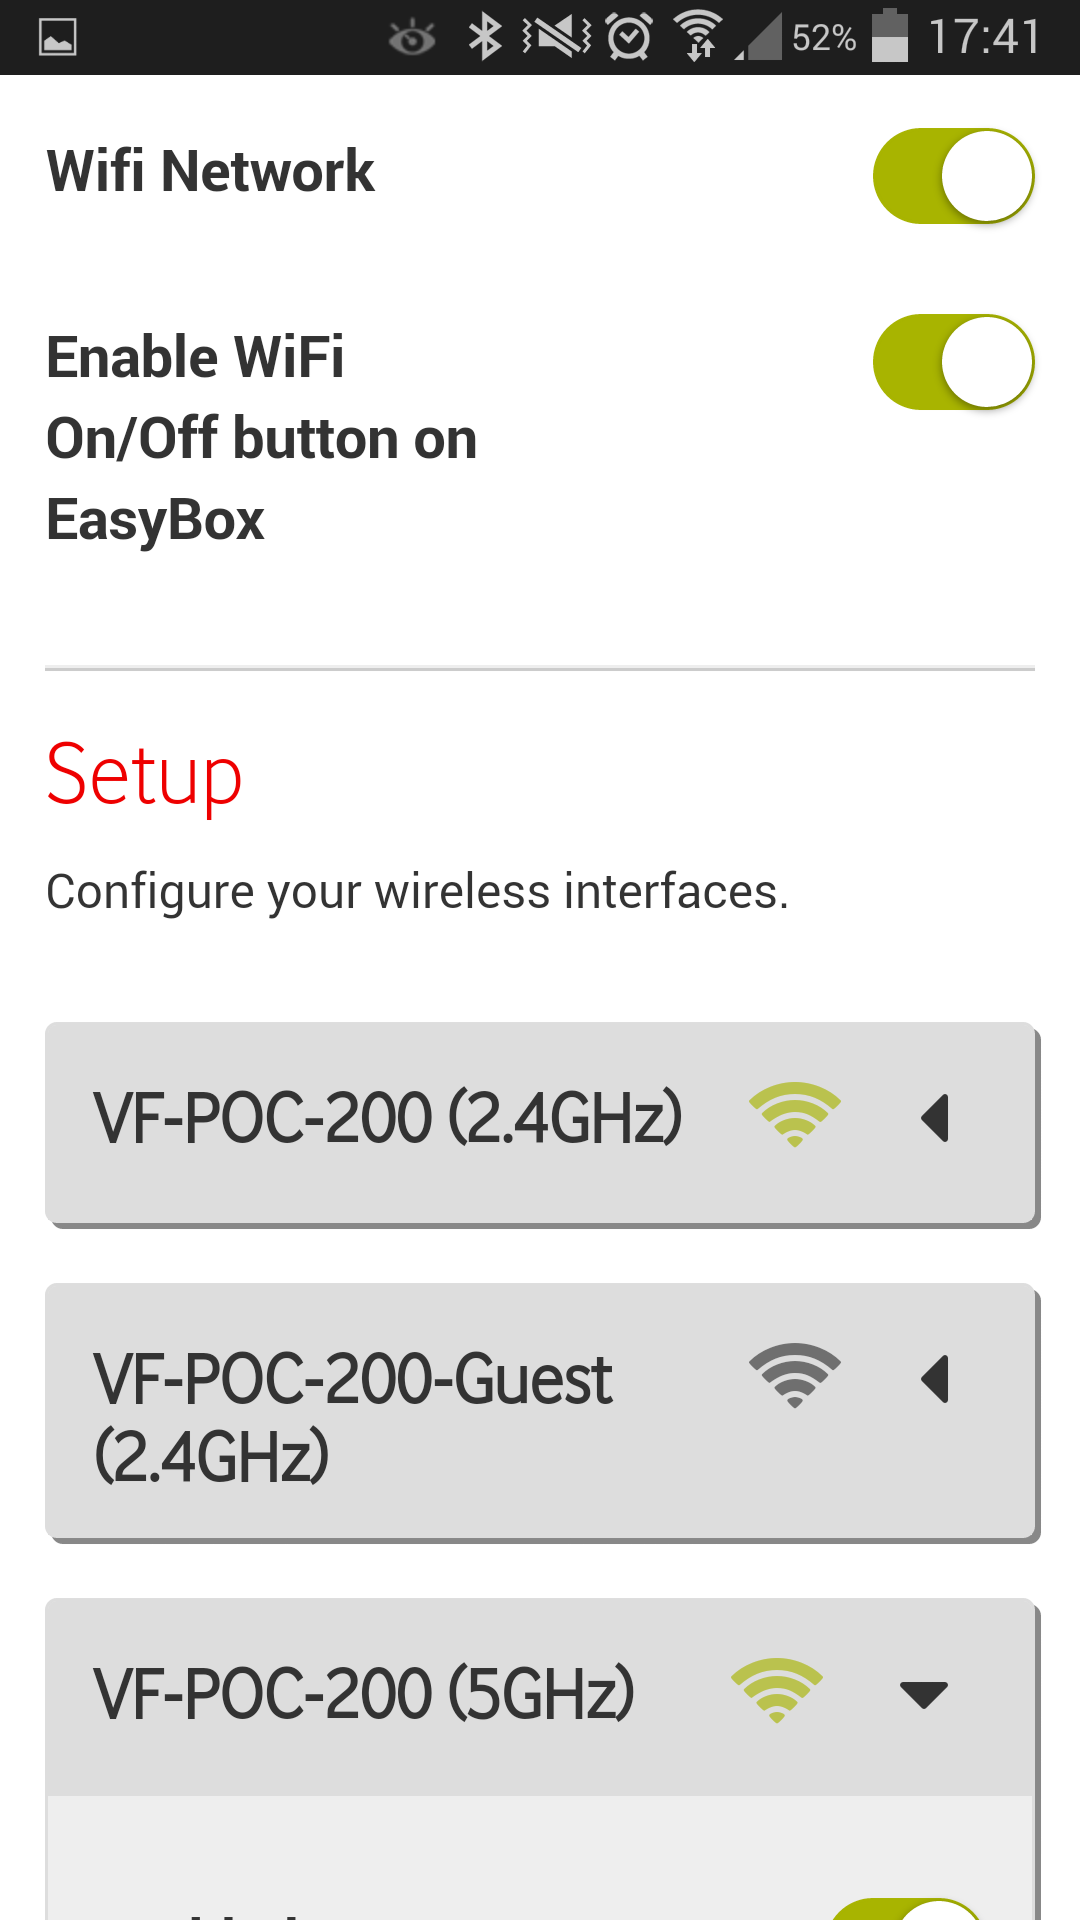 52% 17:41
Wifi Network
Enable WiFi
On/Off button on
EasyBox
Setup
Configure your wireless interfaces.
VF-POC-200 (2.4GHz)
VF-POC-200-Guest
(2.4GHz)
VF-POC-200 (5GHz)